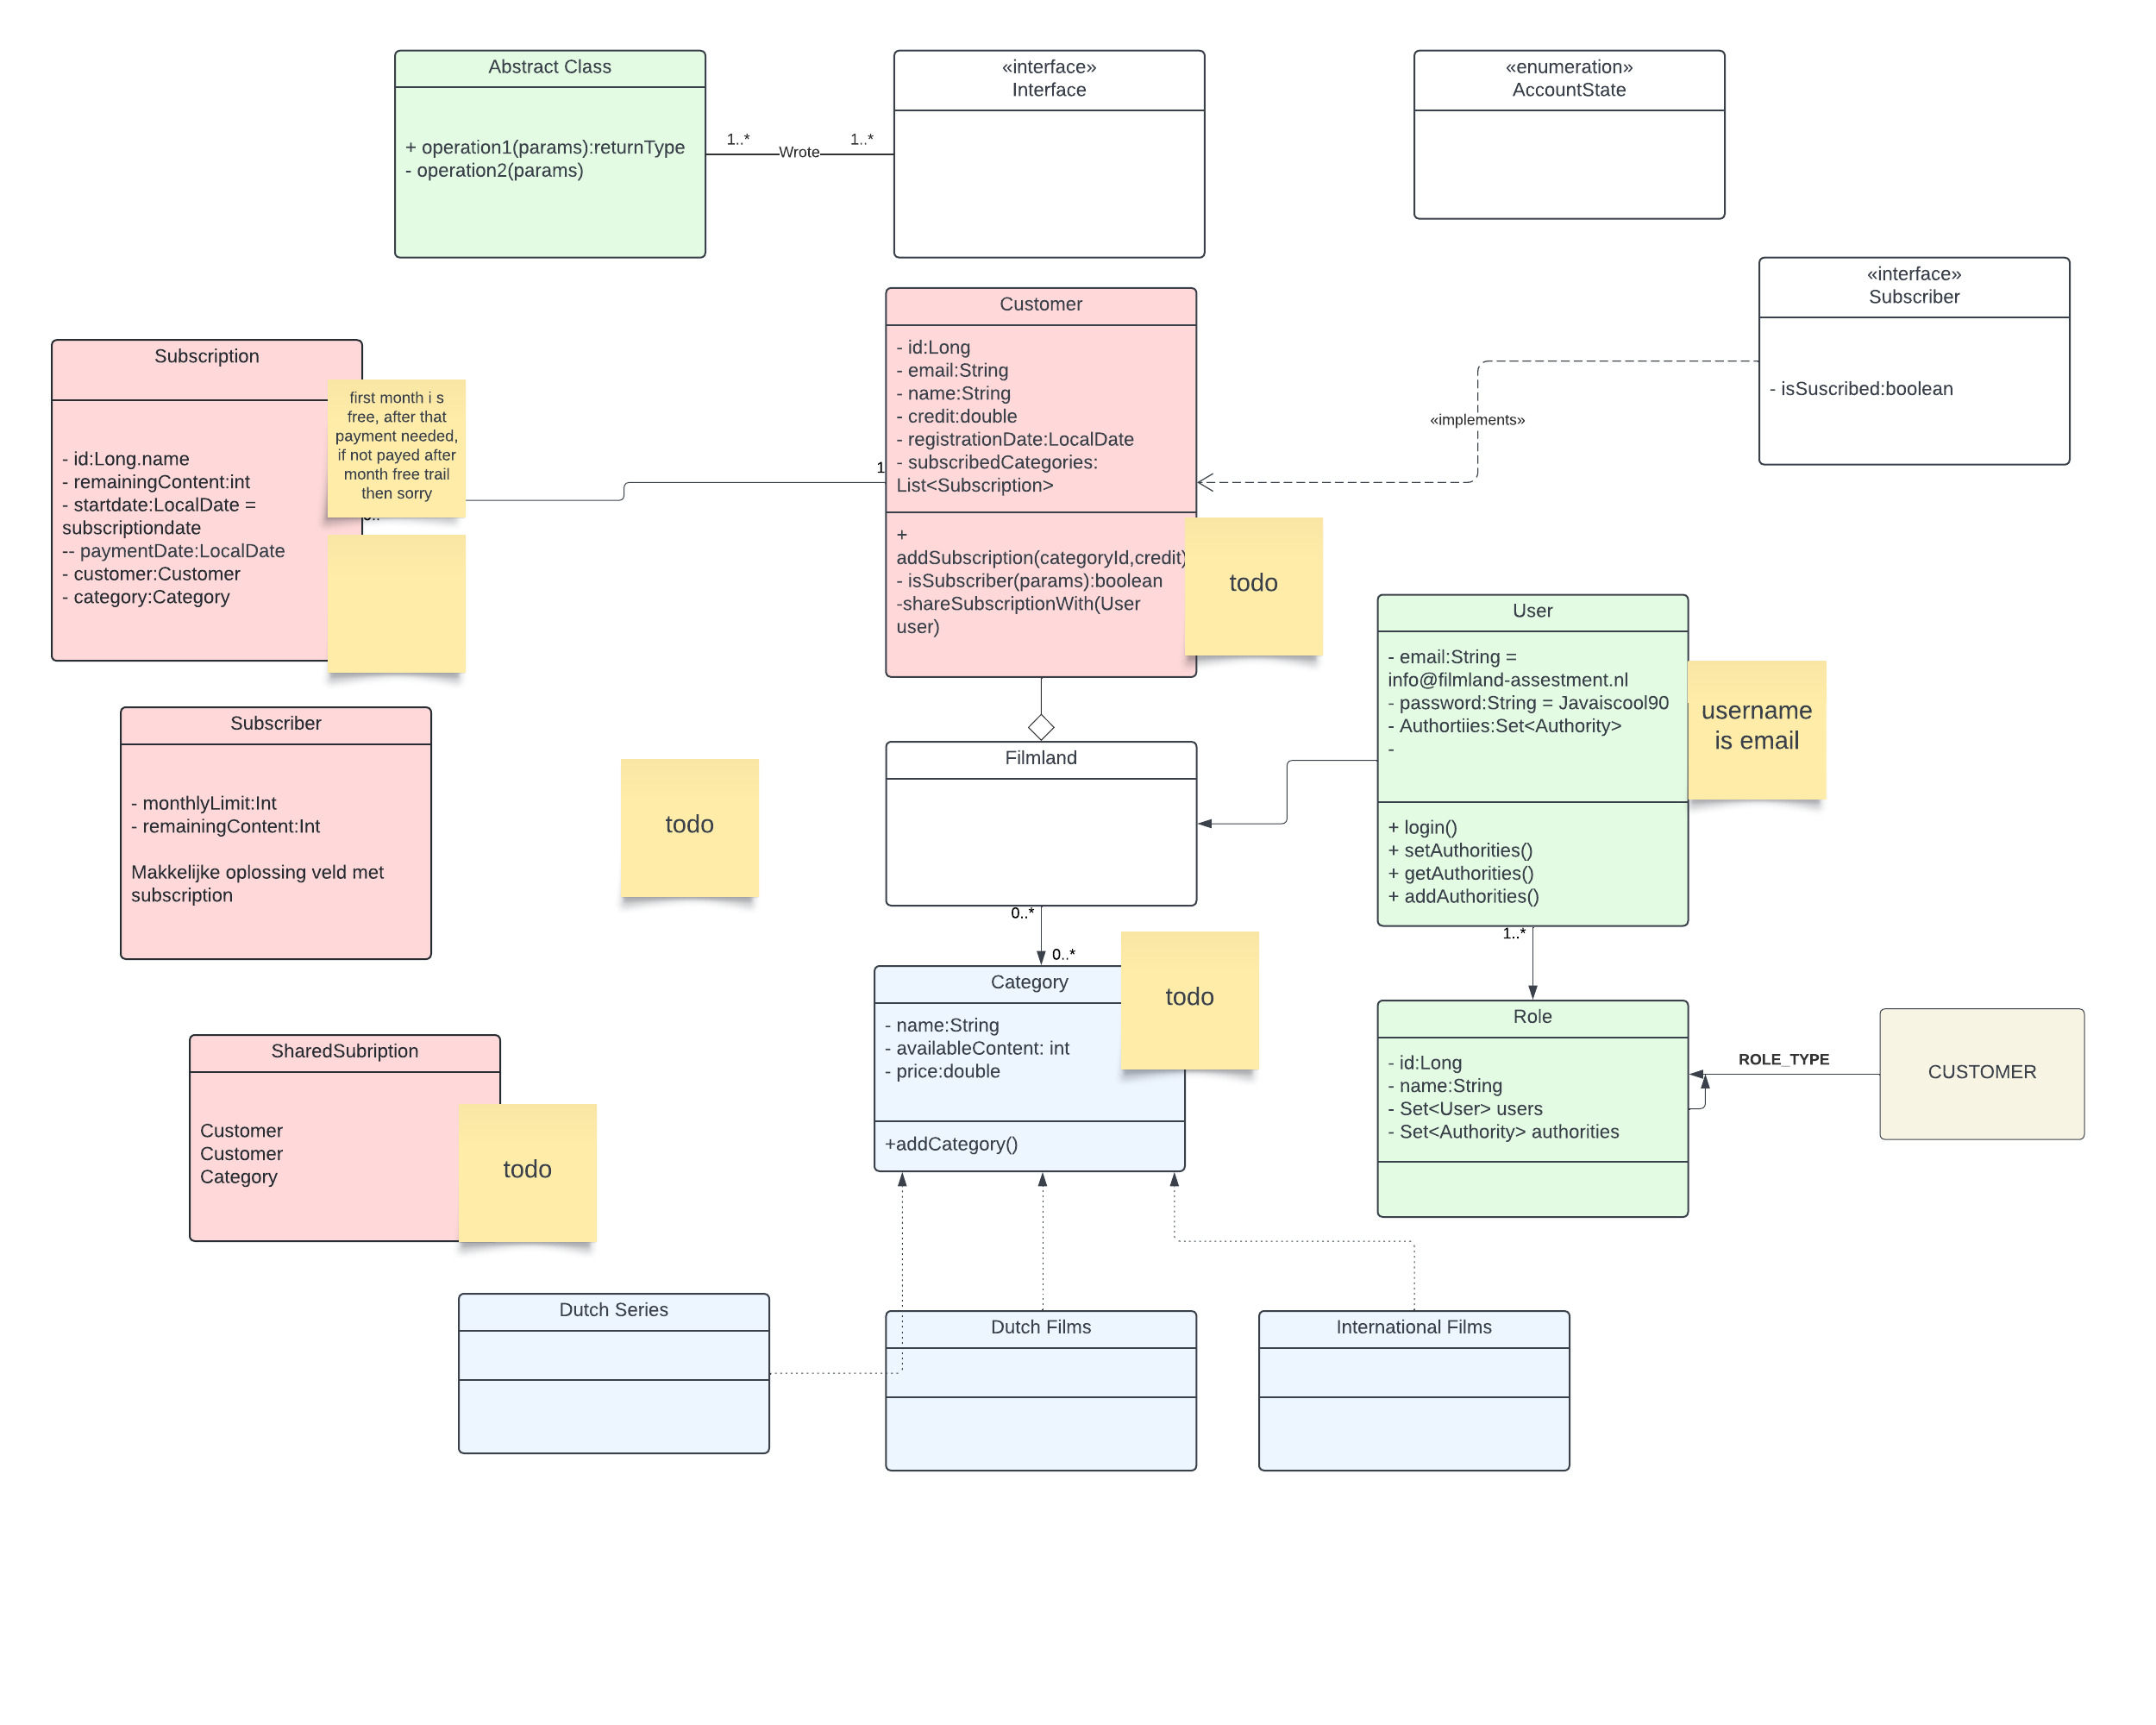 Abstract Class
+ operation1(params):returnType
- operation2(params)
1..*
Wrote
1..*
«interface»
Interface
«enumeration»
AccountState
«interface»
Subscriber
- isSuscribed:boolean
«implements»
Customer
- id:Long
- email:String
- name:String
- credit:double
- registrationDate:LocalDate
- subscribedCategories:
List<Subscription>
+
addSubscription(categoryId,credit)
- isSubscriber(params):boolean
-shareSubscriptionWith(User
user)
1
todo
Subscription
- id:Long.name
- remainingContent:int
- startdate:LocalDate =
subscriptiondate
-- paymentDate:LocalDate
- customer:Customer
- category:Category
first month i s
free, after that
payment needed,
if not payed after
month free trail
then sorry
Subscriber
- monthlyLimit:Int
- remainingContent:Int
Makkelijke oplossing veld met
subscription
todo
Filmland
0..*
0..*
User
- email:String =
info@filmland-assestment.nl
- password:String = Javaiscool90
- Authortiies:Set<Authority>
-
+ login()
+ setAuthorities()
+ getAuthorities()
+ addAuthorities()
username
is email
1..*
Category
- name:String
- availableContent: int
- price:double
+addCategory()
todo
Role
- id:Long
- name:String
- Set<User> users
- Set<Authority> authorities
ROLE_TYPE
CUSTOMER
SharedSubription
Customer
Customer
Category
todo
Dutch Series
Dutch Films
International Films